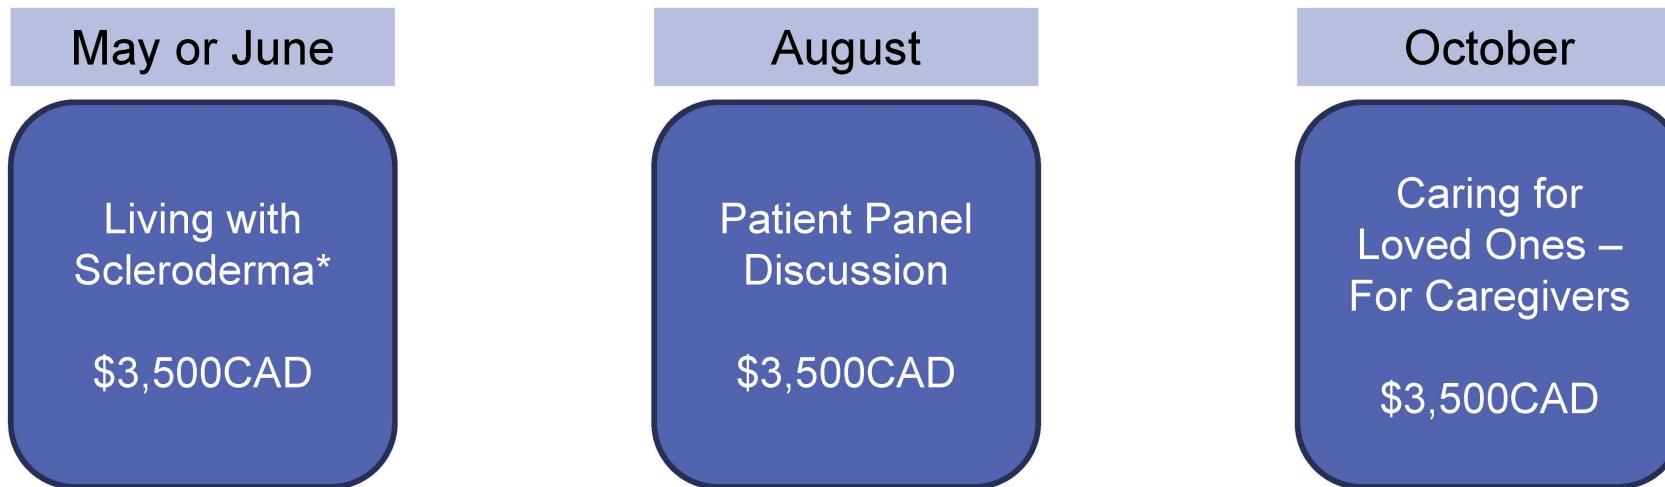 May or June
Living with
Scleroderma*
$3,500CAD
August
Patient Panel
Discussion
$3,500CAD
October
Caring for
Loved Ones –
For Caregivers
$3,500CAD